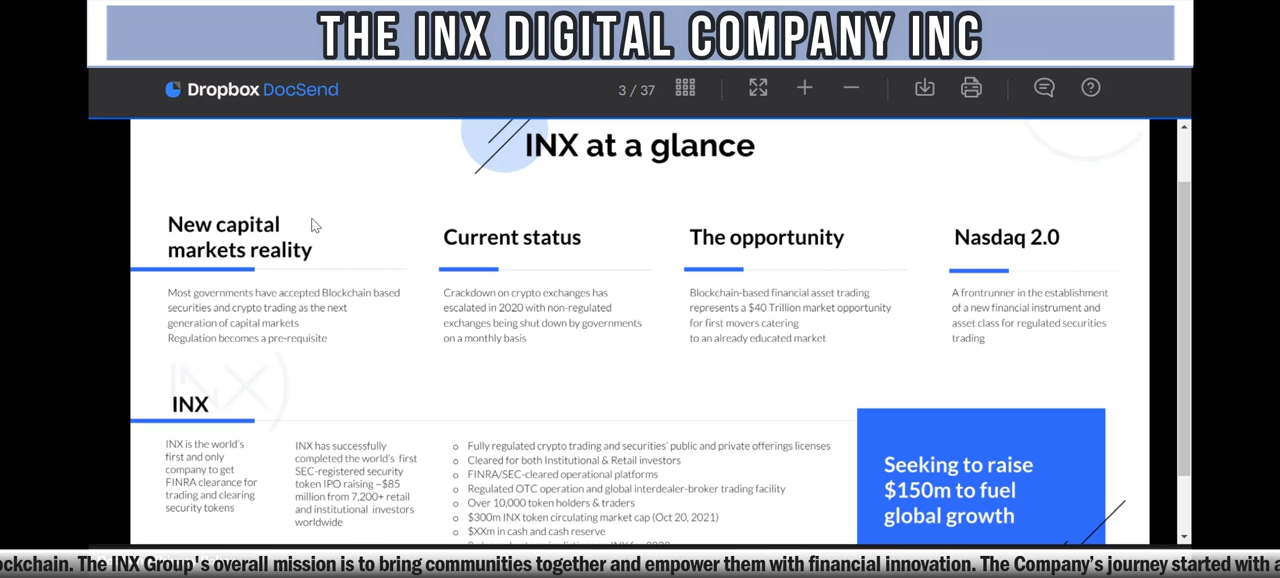 THE INX DIGITAL COMPANY INC
Dropbox DocSend
3 / 37
INX at a glance
New capital
markets reality
Most governments have accepted Blockchain based
securities and crypto trading as the next
generation of capital markets
Regulation becomes a pre-requisite
Current status
Crackdown on crypto exchanges has
escalated in 2020 with non-regulated
exchanges being shut down by governments
on a monthly basis
The opportunity
Blockchain-based financial asset trading
represents a $40 Trillion market opportunity
for first movers catering
to an already educated market
Nasdaq 2.0
A frontrunner in the establishment
of a new financial instrument and
asset class for regulated securities
trading
INX
INX
INX is the world's
first and only
company to get
FINRA clearance for
trading and clearing
security tokens
INX has successfully
completed the world's first
SEC-registered security
token IPO raising ~$85
million from 7,200+ retail
and institutional investors
worldwide
o Fully regulated crypto trading and securities' public and private offerings licenses
o Cleared for both Institutional & Retail investors
o FINRA/SEC-cleared operational platforms
o Regulated OTC operation and global interdealer-broker trading facility
o Over 10,000 token holders & traders
o $300m INX token circulating market cap (Oct 20, 2021)
o $XXm in cash and cash reserve
Seeking to raise
$150m to fuel
global growth
ockchain. The INX Group's overall mission is to bring communities together and empower them with financial innovation. The Company's journey started with a